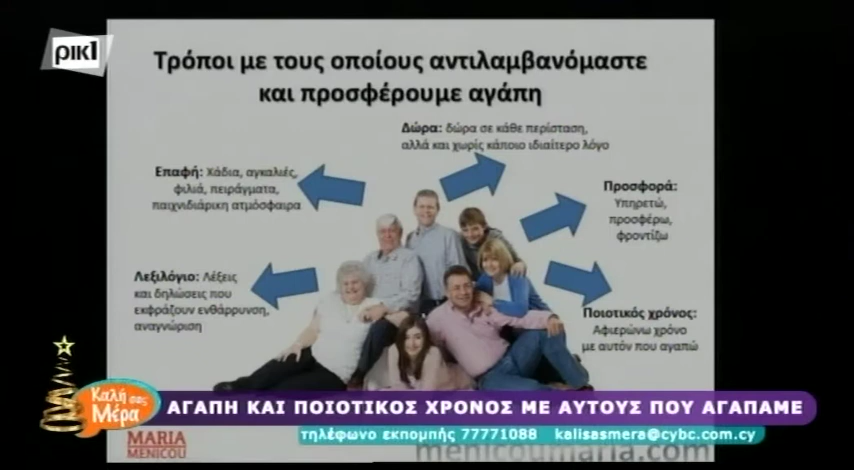 ΡΙΚ1
Τρόποι με τους οποίους αντιλαμβανόμαστε
και προσφέρουμε αγάπη
Δώρα: δώρα σε κάθε περίσταση,
αλλά και χωρίς κάποιο ιδιαίτερο λόγο
Επαφή: Χάδια, αγκαλιές,
φιλιά, πειράγματα,
παιχνιδιάρικη ατμόσφαιρα
Προσφορά:
Υπηρετώ,
προσφέρω,
φροντίζω
Λεξιλόγιο: Λέξεις
και δηλώσεις που
εκφράζουν ενθάρρυνση,
αναγνώριση
Ποιοτικός χρόνος:
Αφιερώνω χρόνο
με αυτόν που αγαπώ
Καλή σας
Μέρα
ΑΓΑΠΗ ΚΑΙ ΠΟΙΟΤΙΚΟΣ ΧΡΟΝΟΣ ΜΕ ΑΥΤΟΥΣ ΠΟΥ ΑΓΑΠΑΜΕ
τηλέφωνο εκπομπής 77771088 kalisasmera@cybc.com.cy
MARIA
MENICOU
menicoumaria.com